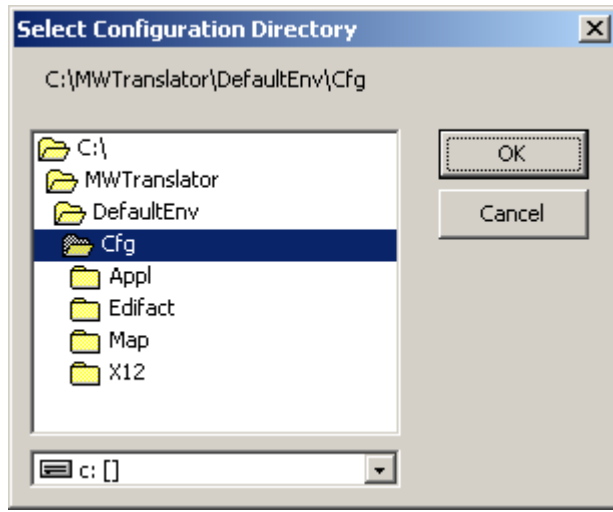 Select Configuration Directory
C:\MWTranslator\DefaultEnv\Cfg
C:\
MWTranslator
DefaultEnv
Cfg
Appl
Edifact
Map
X12
c: []
OK
Cancel